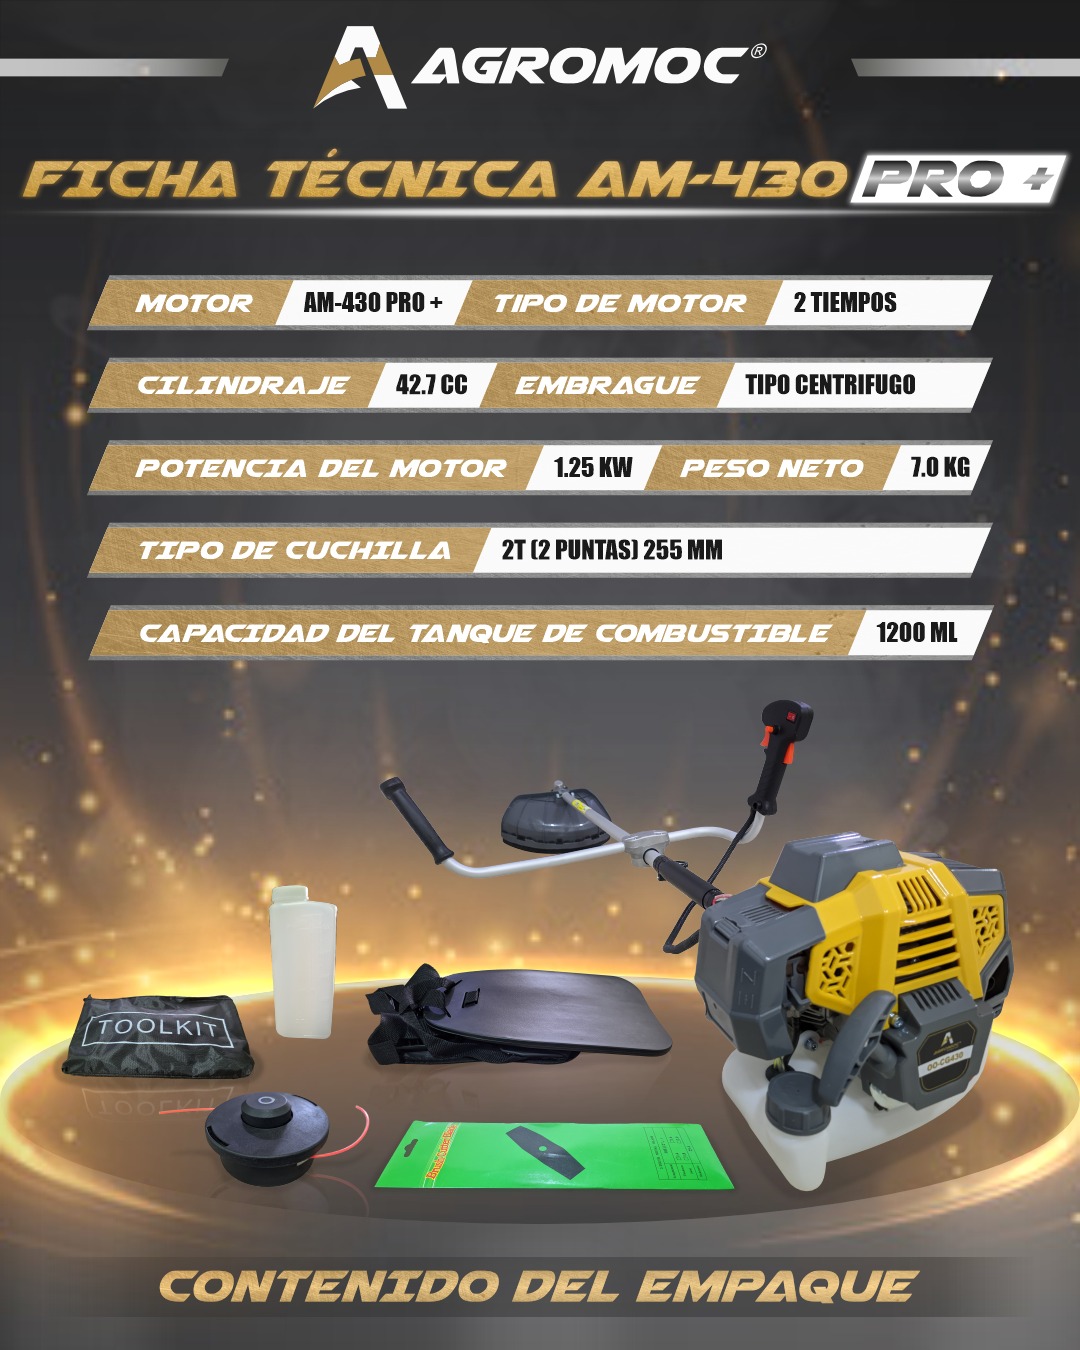 AGROMOC®
FICHA TÉCNICA AM-430 PRO +
MOTOR AM-430 PRO + TIPO DE MOTOR 2 TIEMPOS
CILINDRAJE 42.7 CC EMBRAGUE TIPO CENTRIFUGO
POTENCIA DEL MOTOR 1.25 KW PESO NETO 7.0 KG
TIPO DE CUCHILLA 2T (2 PUNTAS) 255 MM
CAPACIDAD DEL TANQUE DE COMBUSTIBLE 1200 ML
TOOLKIT
OO-CG430
CONTENIDO DEL EMPAQUE